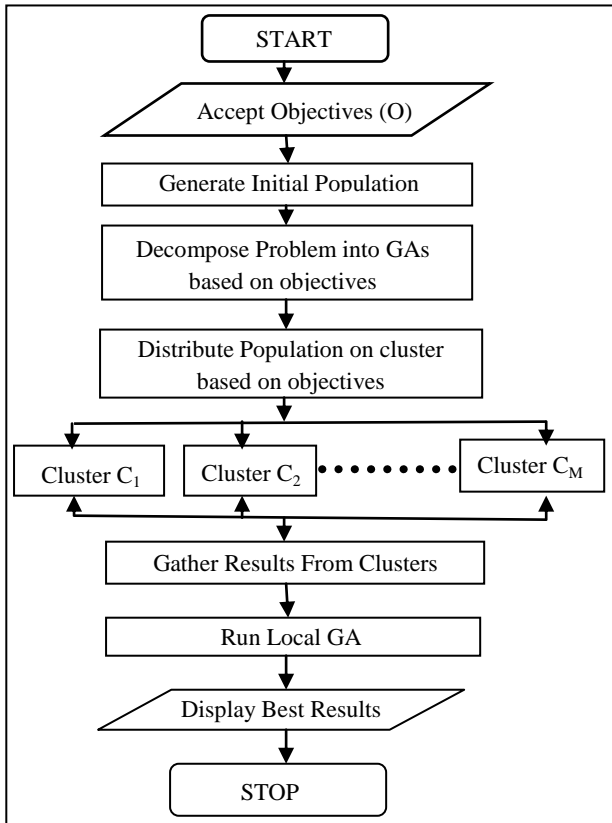 START
Accept Objectives (O)
Generate Initial Population
Decompose Problem into GAs
based on objectives
Distribute Population on cluster
based on objectives
Cluster C1
Cluster C2
Cluster CM
Gather Results From Clusters
Run Local GA
Display Best Results
STOP